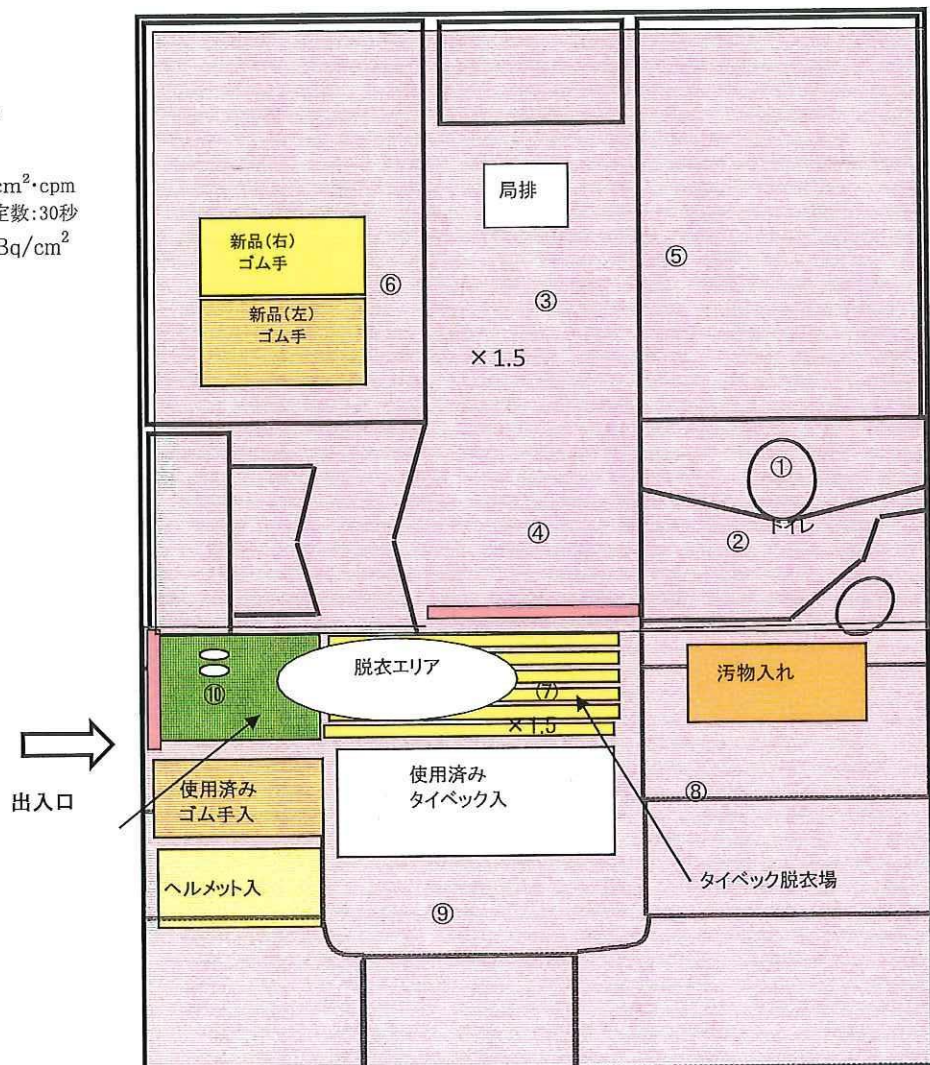 cm²・cpm
定数:30秒
Bq/cm²
局排
新品(右)
ゴム手
新品(左)
ゴム手
⑥
⑤
③
×1.5
①
トイレ
②
④
脱衣エリア
⑩
⑦
×1.5
汚物入れ
出入口
使用済み
ゴム手入
使用済み
タイベック入
⑧
ヘルメット入
タイベック脱衣場
⑨